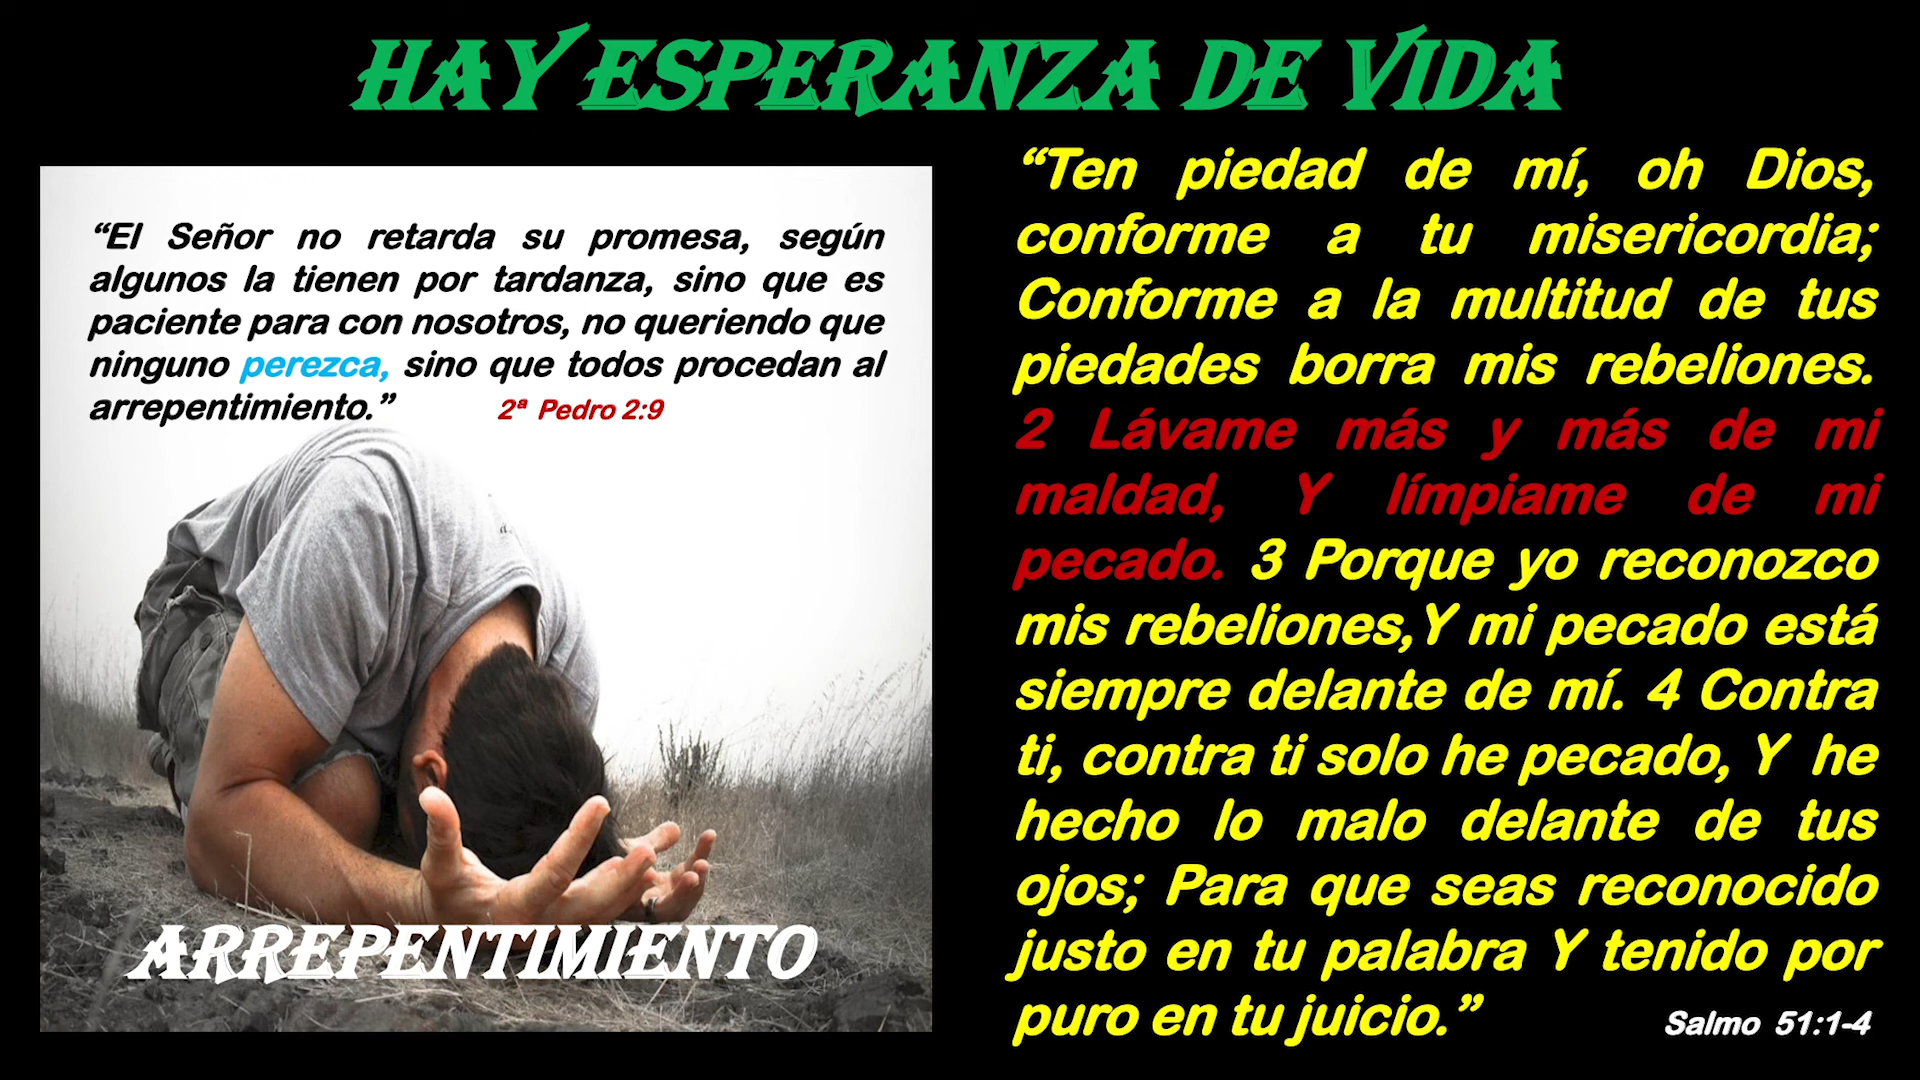 HAY ESPERANZA DE VIDA
“El Señor no retarda su promesa, según
algunos la tienen por tardanza, sino que es
paciente para con nosotros, no queriendo que
ninguno perezca, sino que todos procedan al
arrepentimiento.” 2ª Pedro 2:9
ARREPENTIMIENTO
“Ten piedad de mí, oh Dios,
conforme a tu misericordia;
Conforme a la multitud de tus
piedades borra mis rebeliones.
2 Lávame más y más de mi
maldad, Y límpiame de mi
pecado. 3 Porque yo reconozco
mis rebeliones,Y mi pecado está
siempre delante de mí. 4 Contra
ti, contra ti solo he pecado, Y he
hecho lo malo delante de tus
ojos; Para que seas reconocido
justo en tu palabra Y tenido por
puro en tu juicio.” Salmo 51:1-4